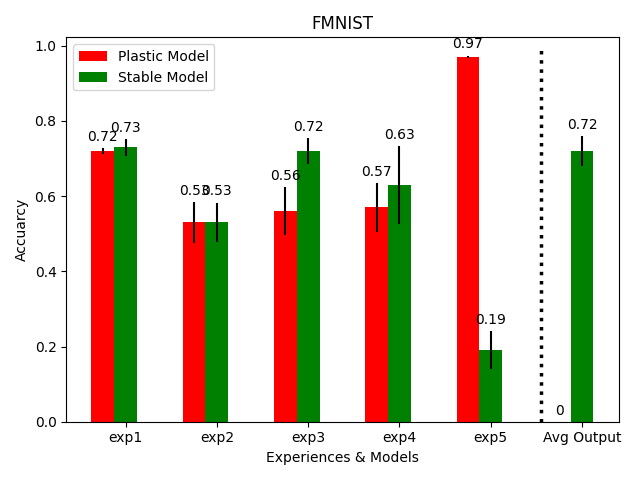 FMNIST
Plastic Model
Stable Model
0.72
0.73
0.53
0.53
0.56
0.72
0.57
0.63
0.97
0.19
0
0.72
1.0
0.8
0.6
0.4
0.2
0.0
Accuarcy
exp1
exp2
exp3
exp4
exp5
Avg Output
Experiences & Models